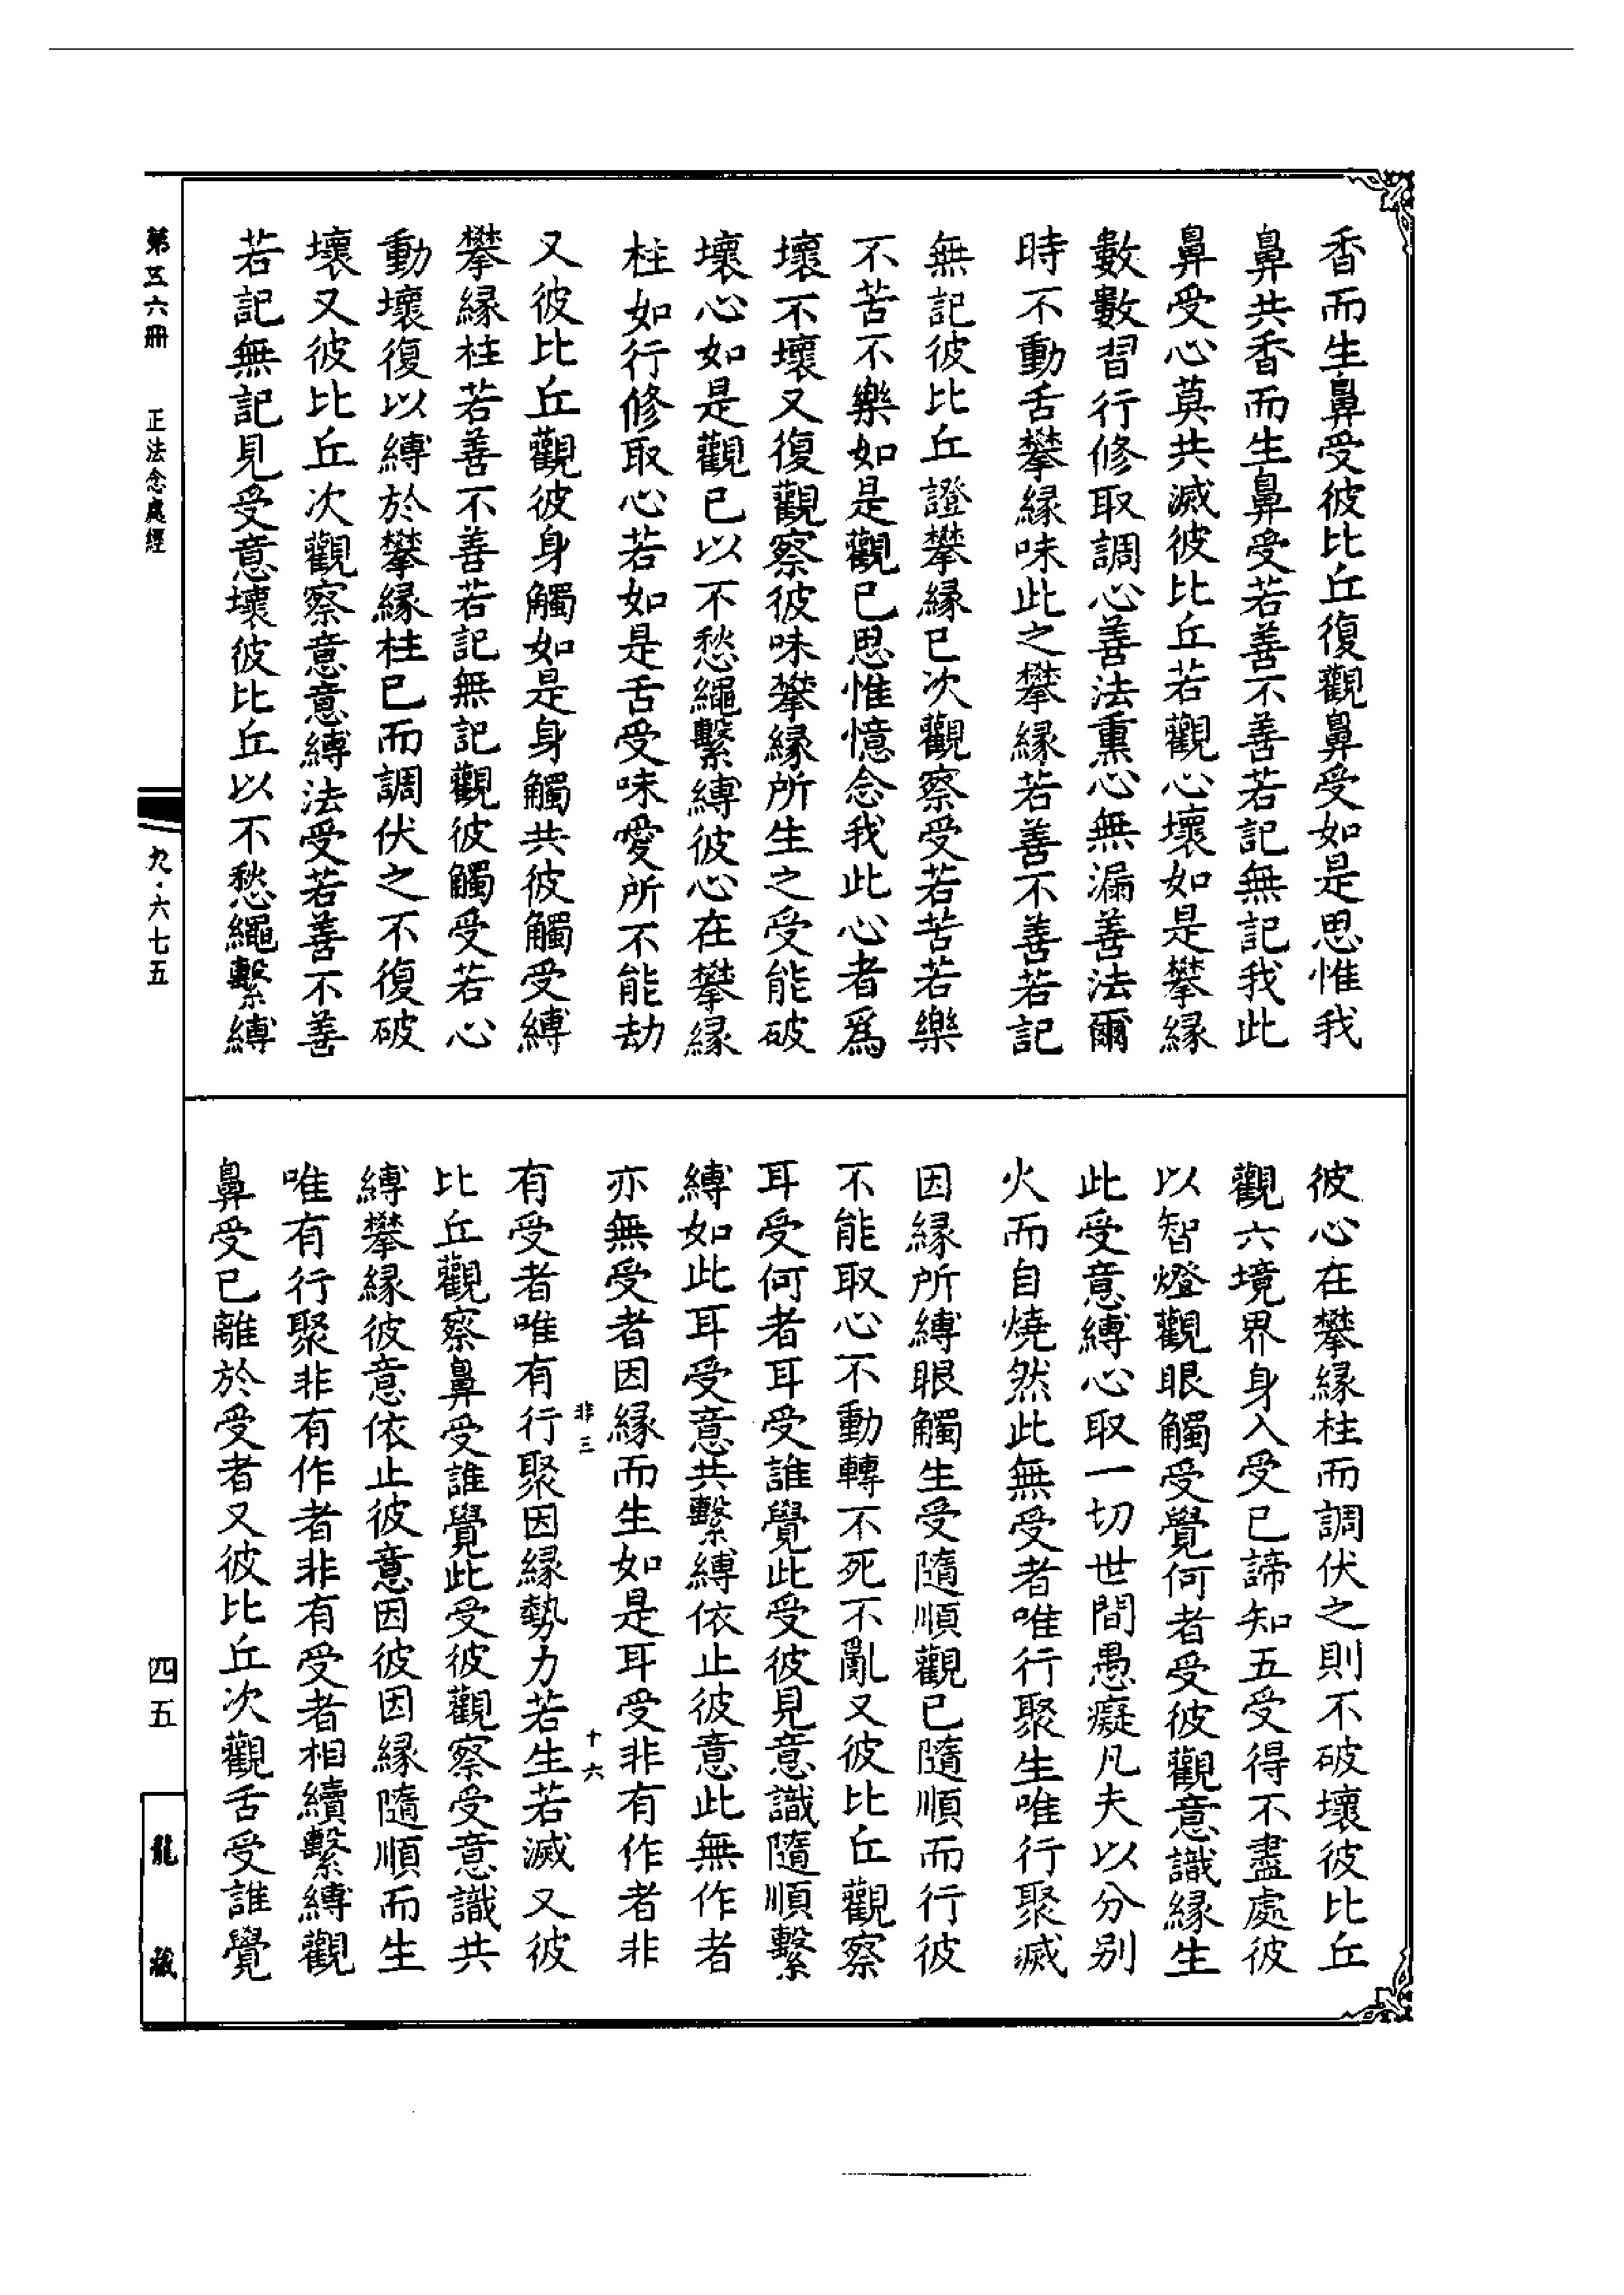 香而生鼻受彼比丘復觀鼻受如是思惟我
鼻共香而生鼻受若善不善若記無記我此
鼻受心莫共滅彼比丘若觀心壞如是攀縁
數數習行修取調心善法熏心無漏善法爾
時不動舌攀縁味此之攀縁若善不善若記
無記彼比丘證攀縁已次觀察受若苦若樂
不苦不樂如是觀已思惟憶念我此心者爲
壞不壞又復觀察彼味攀縁所生之受能破
壞心如是觀已以不愁繩繫縛彼心在攀縁
柱如行修取心若如是舌受味愛所不能劫
又彼比丘觀彼身觸如是身觸共彼觸受縛
攀縁柱若善不善若記無記觀彼觸受若心
動壞復以縛於攀縁柱已而調伏之不復破
壞又彼比丘次觀察意意縛法受若善不善
若記無記見受意壞彼比丘以不愁繩繫縛
彼心在攀縁柱而調伏之則不破壞彼比丘
觀六境界身入受已諦知五受得不盡處彼
以智燈觀眼觸受覺何者受彼觀意識縁生
此受意縛心取一切世間愚癡凡夫以分别
火而自燒然此無受者唯行聚生唯行聚滅
因縁所縛眼觸生受隨順觀已隨順而行彼
不能取心不動轉不死不亂又彼比丘觀察
耳受何者耳受誰覺此受彼見意識隨順繫
縛如此耳受意共繫縛依止彼意此無作者
亦無受者因縁而生如是耳受非有作者非
非三
十六
有受者唯有行聚因縁勢力若生若滅又彼
比丘觀察鼻受誰覺此受彼觀察受意識共
縛攀縁彼意依止彼意因彼因縁隨順而生
唯有行聚非有作者非有受者相續繫縛觀
鼻受已離於受者又彼比丘次觀舌受誰覺
第五六冊
正法念處經
九·六七五
四五
龍藏